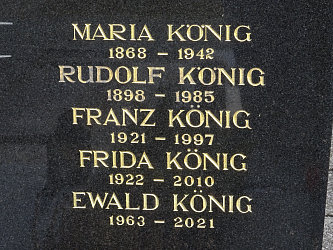 MARIA KÖNIG
1868 – 1942
RUDOLF KÖNIG
1898 – 1985
FRANZ KÖNIG
1921 – 1997
FRIDA KÖNIG
1922 – 2010
EWALD KÖNIG
1963 – 2021